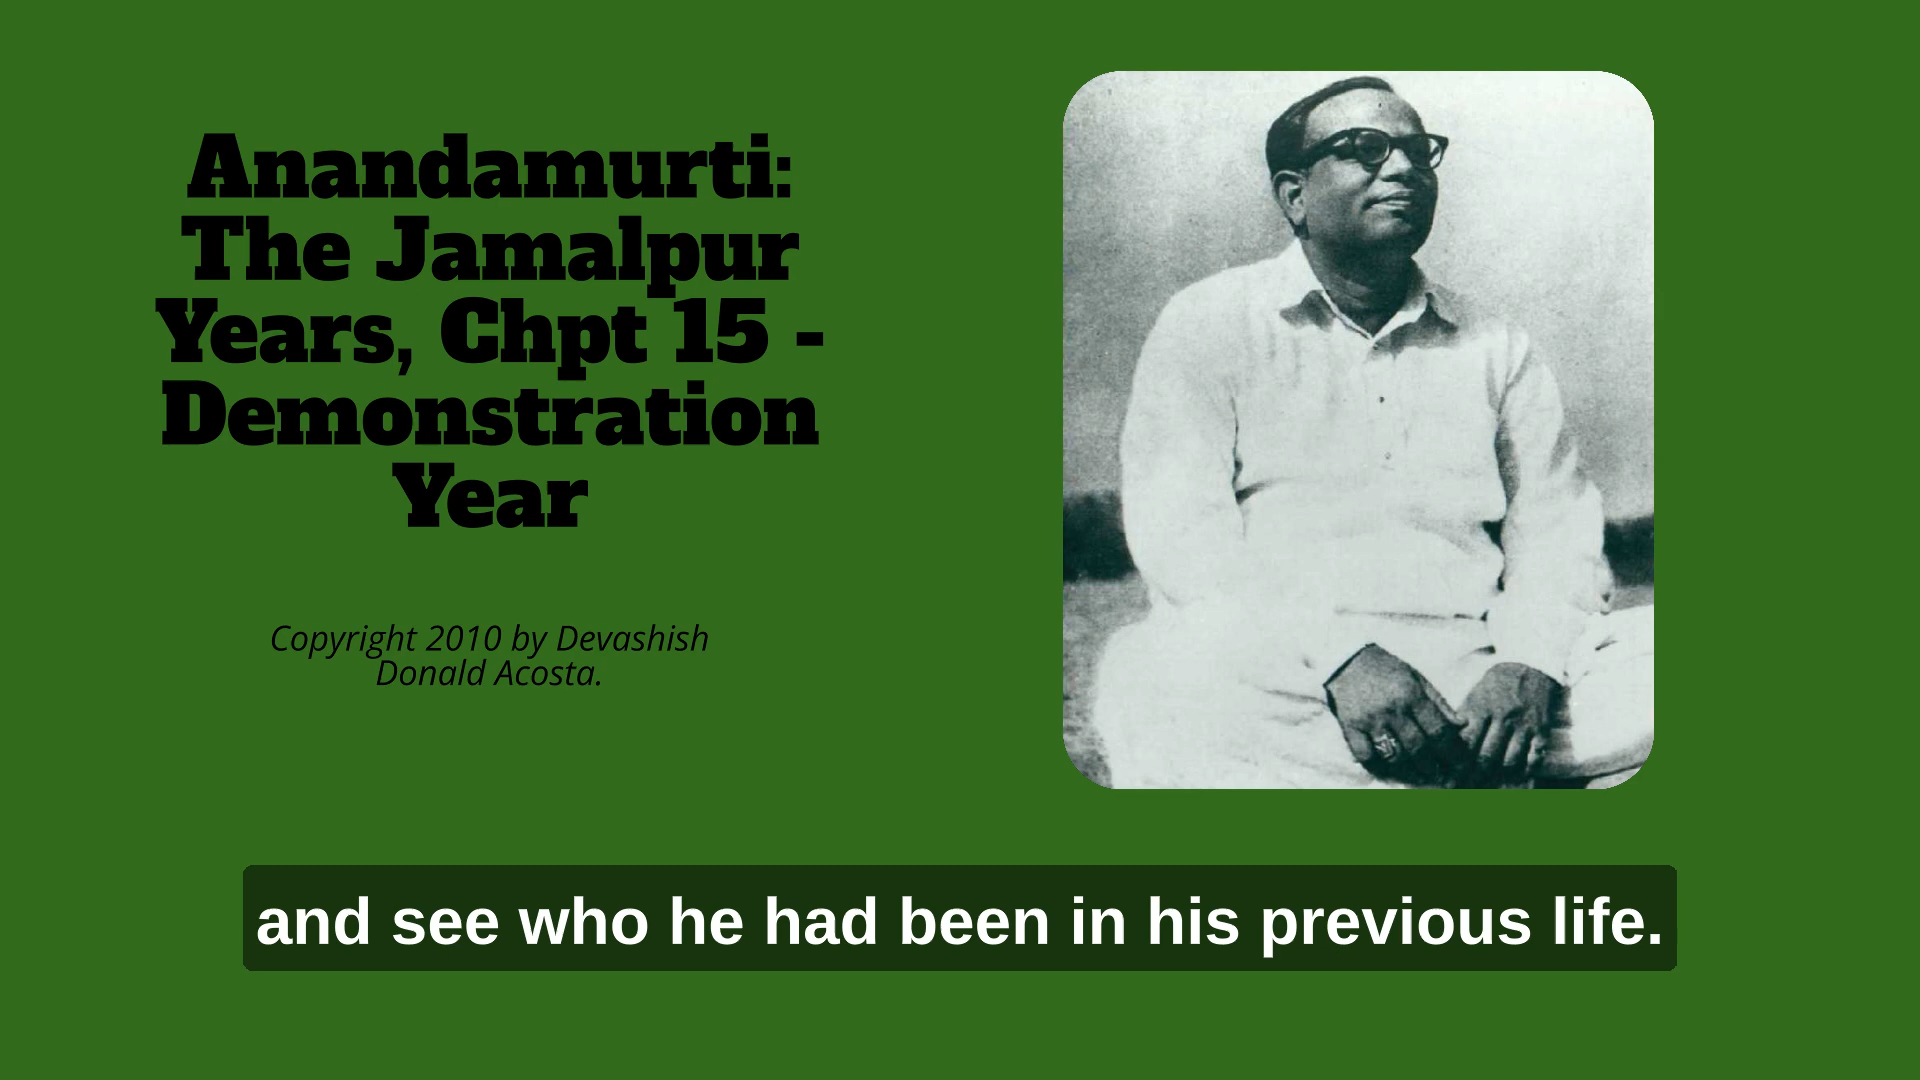 Anandamurti:
The Jamalpur
Years, Chpt 15 -
Demonstration
Year
Copyright 2010 by Devashish
Donald Acosta.
and see who he had been in his previous life.